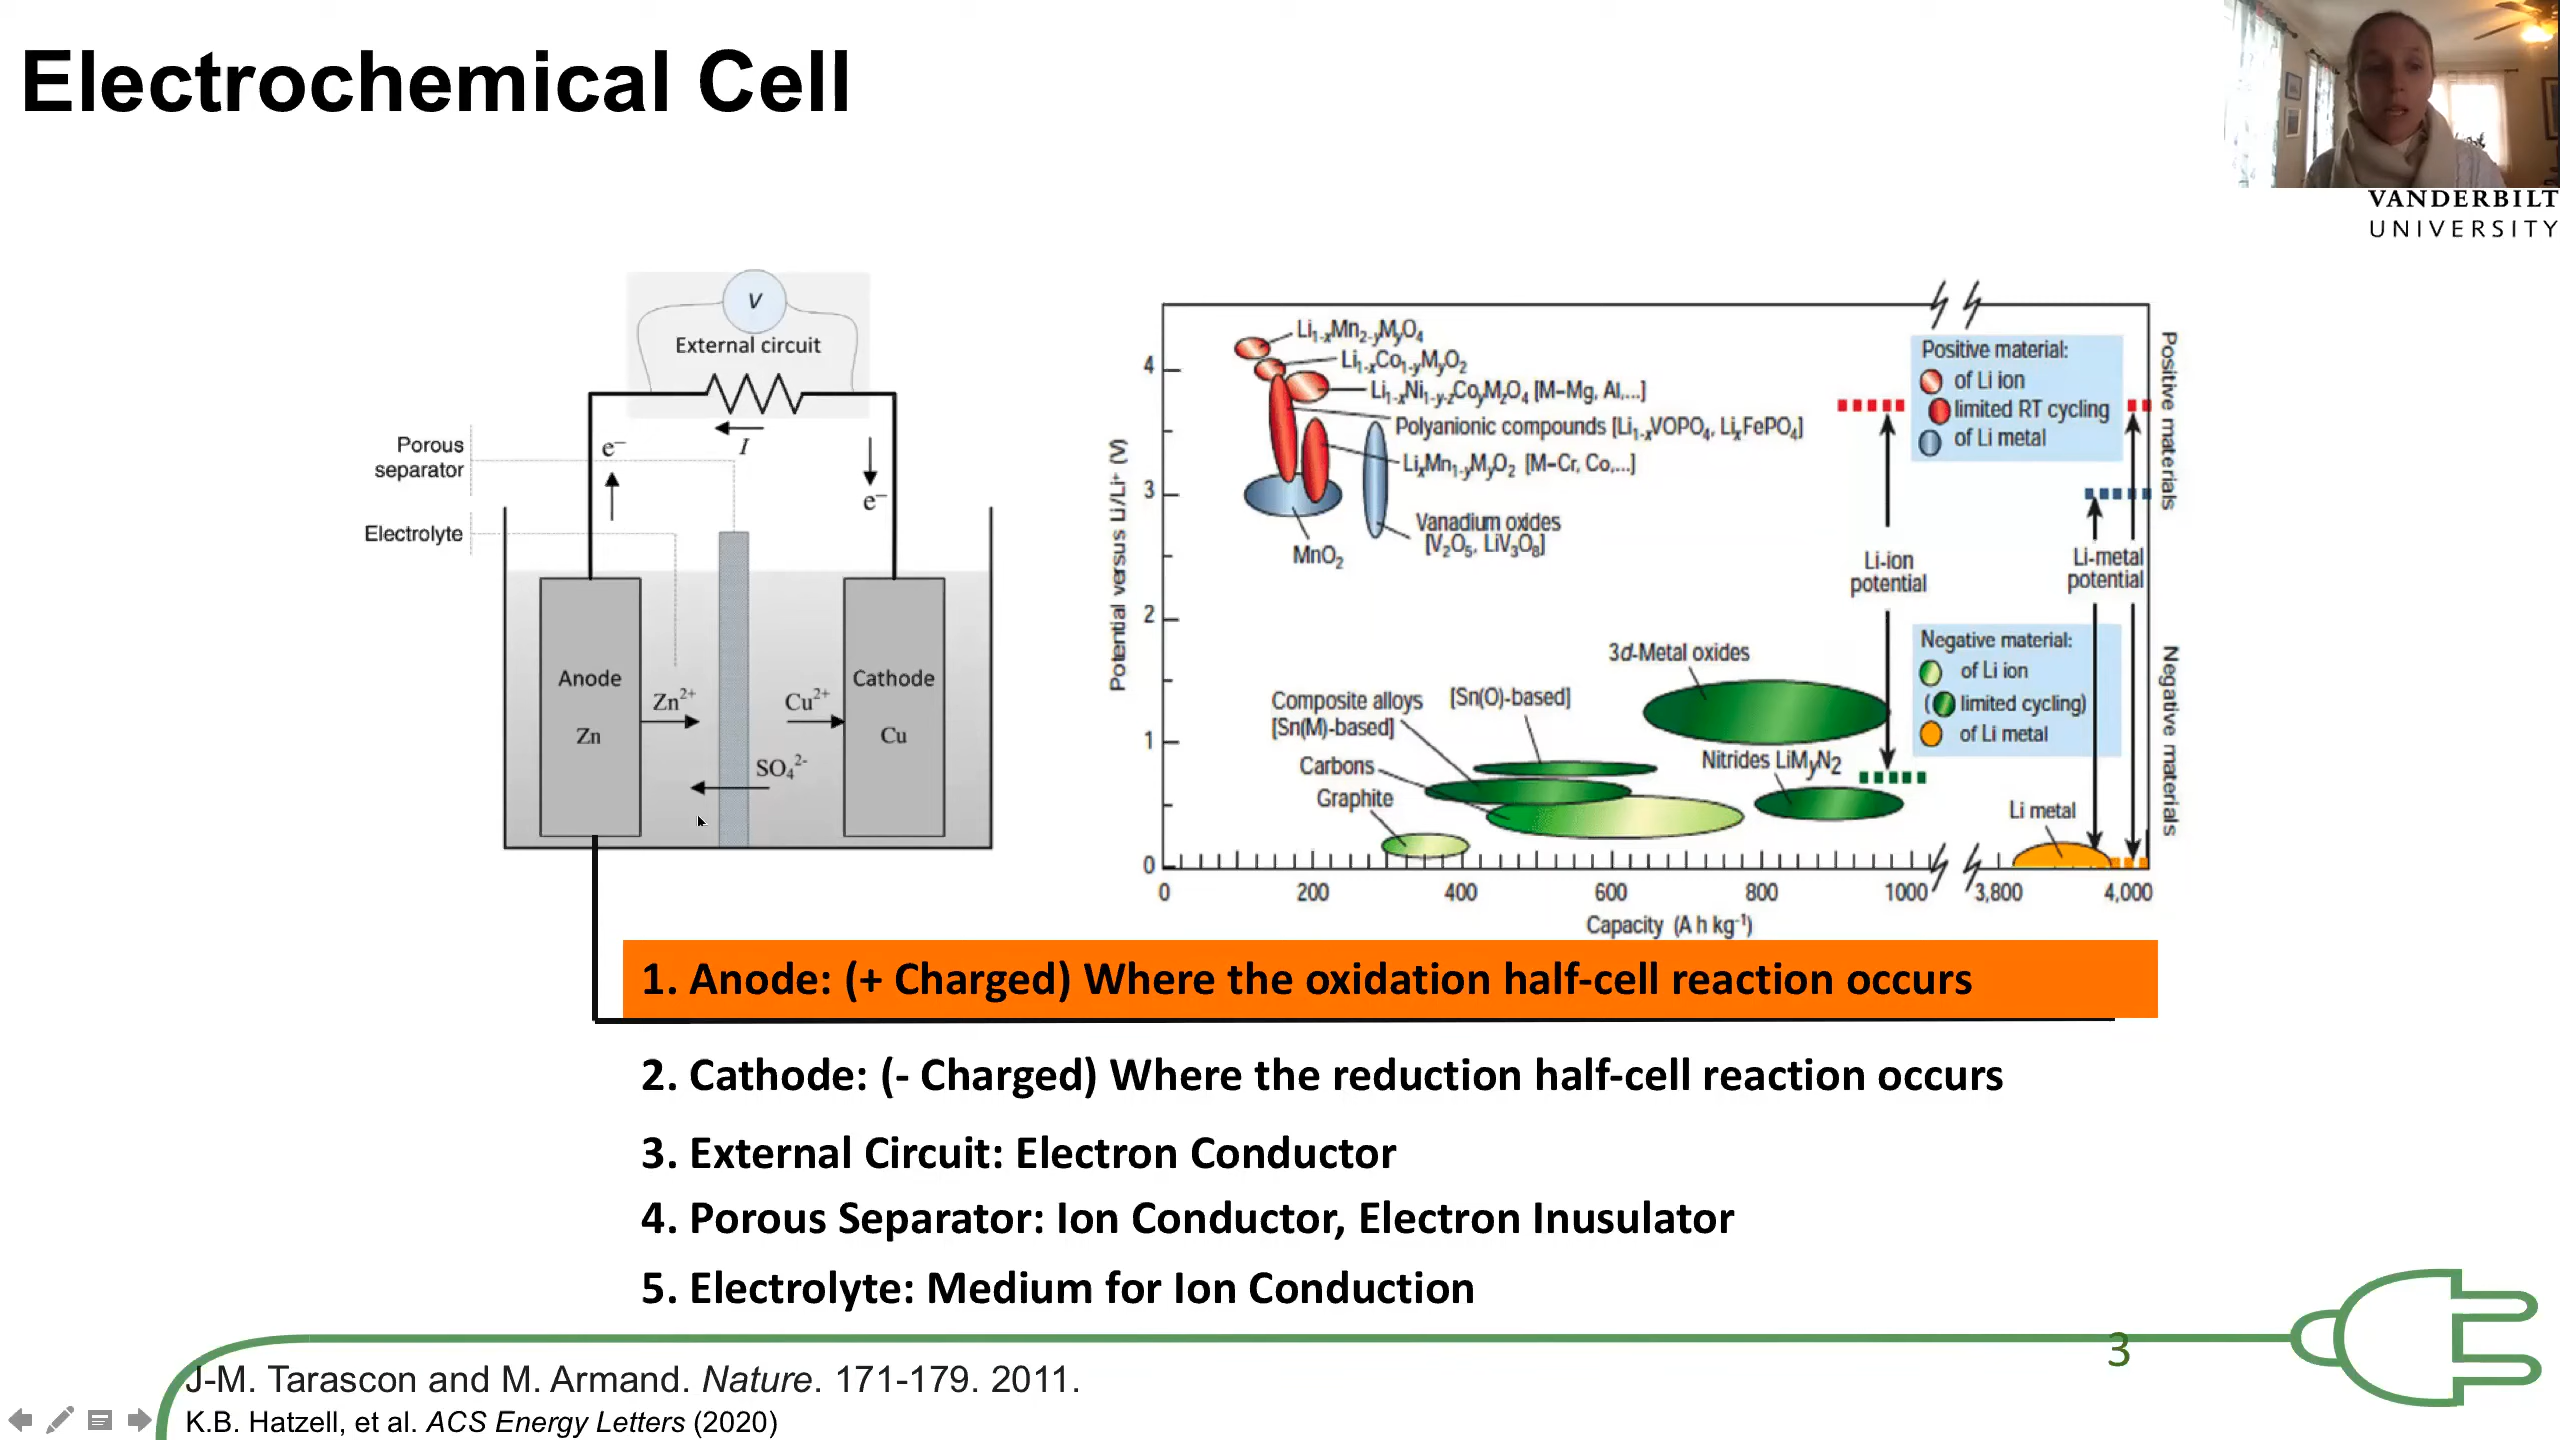 Electrochemical Cell
VANDERBILT
UNIVERSITY
V
External circuit
I
e⁻
e⁻
Porous
separator
Electrolyte
Anode
Zn
Zn²⁺
Cu²⁺
SO₄²⁻
Cathode
Cu
Potential versus Li/Li⁺ (V)
4
3
2
1
0
Li₁₋ₓMn₂₋yMyO₄
Li₁₋ₓCo₁₋yMyO₂
Li₁₋ₓNi₁₋y₋zCoyMzO₄ [M–Mg, Al,...]
Polyanionic compounds [Li₁₋ₓVOPO₄, LiₓFePO₄]
LiₓMn₁₋yMyO₂ [M–Cr, Co,...]
Vanadium oxides
[V₂O₅, LiV₃O₈]
MnO₂
Positive material:
of Li ion
limited RT cycling
of Li metal
Positive materials
Li-ion
potential
Li-metal
potential
Negative material:
of Li ion
(limited cycling)
of Li metal
Negative materials
3d-Metal oxides
Composite alloys
[Sn(M)-based]
[Sn(O)-based]
Carbons
Graphite
Nitrides LiMyN₂
Li metal
0 200 400 600 800 1000 3,800 4,000
Capacity (A h kg⁻¹)
1. Anode: (+ Charged) Where the oxidation half-cell reaction occurs
2. Cathode: (- Charged) Where the reduction half-cell reaction occurs
3. External Circuit: Electron Conductor
4. Porous Separator: Ion Conductor, Electron Inusulator
5. Electrolyte: Medium for Ion Conduction
3
J-M. Tarascon and M. Armand. Nature. 171-179. 2011.
K.B. Hatzell, et al. ACS Energy Letters (2020)